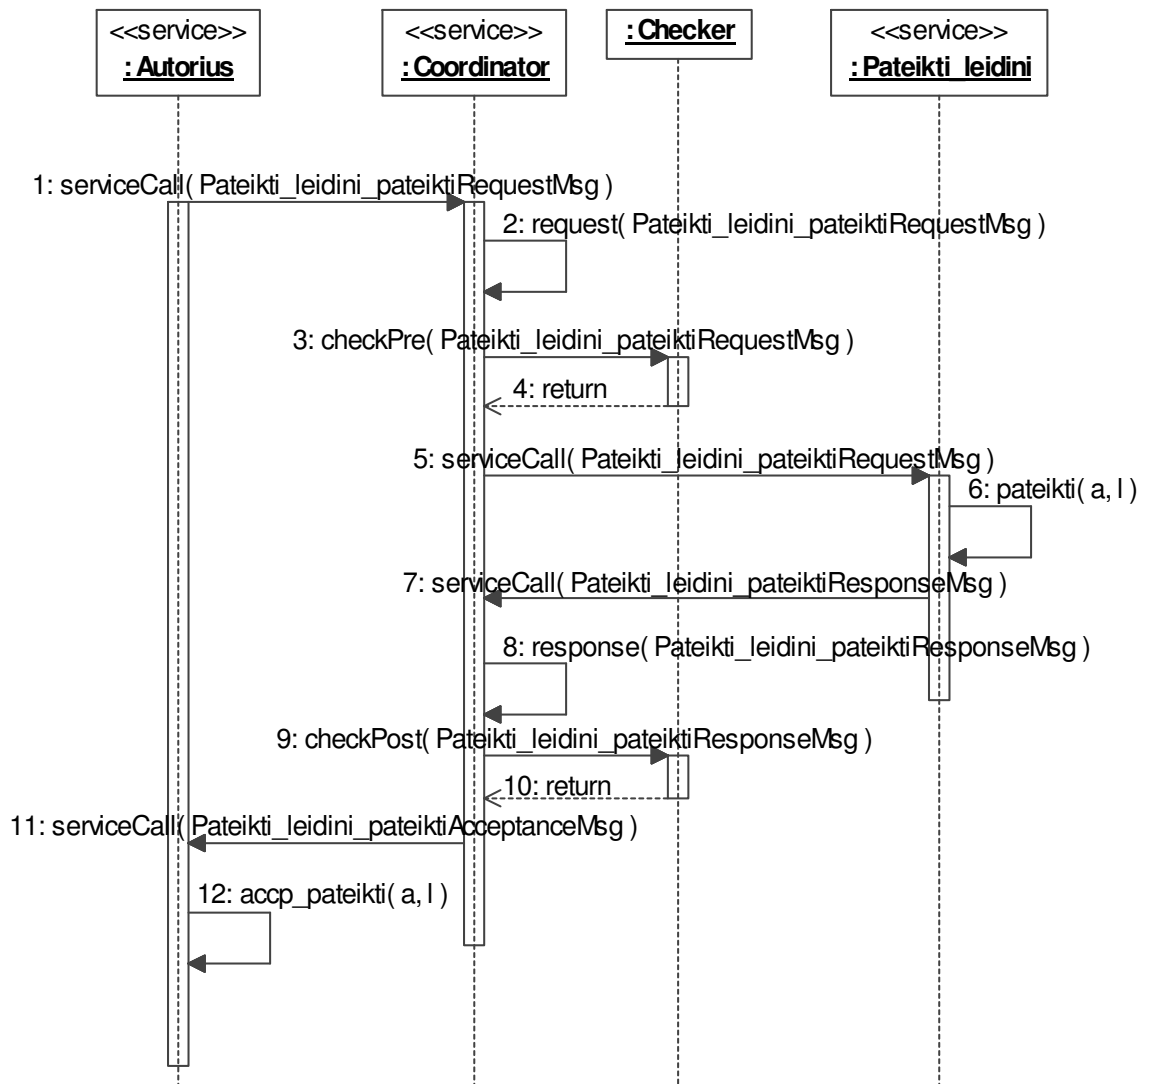 <<service>>
: Autorius
<<service>>
: Coordinator
: Checker
<<service>>
: Pateikti_leidini
1: serviceCall( Pateikti_leidini_pateiktiRequestMsg )
2: request( Pateikti_leidini_pateiktiRequestMsg )
3: checkPre( Pateikti_leidini_pateiktiRequestMsg )
4: return
5: serviceCall( Pateikti_leidini_pateiktiRequestMsg )
6: pateikti( a, l )
7: serviceCall( Pateikti_leidini_pateiktiResponseMsg )
8: response( Pateikti_leidini_pateiktiResponseMsg )
9: checkPost( Pateikti_leidini_pateiktiResponseMsg )
10: return
11: serviceCall( Pateikti_leidini_pateiktiAcceptanceMsg )
12: accp_pateikti( a, l )